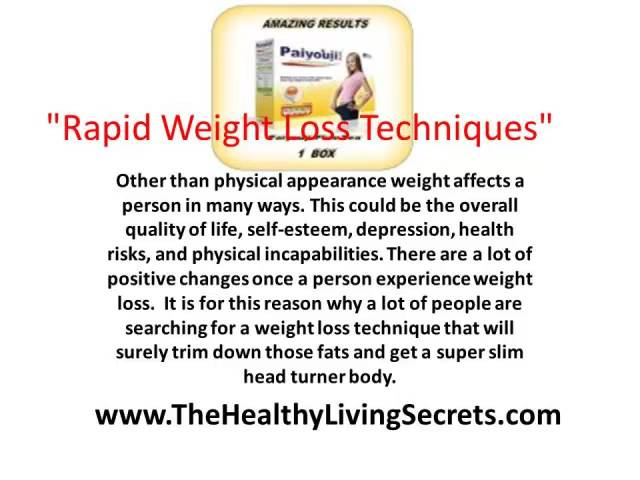 AMAZING RESULTS
Paiyouji
"Rapid Weight Loss Techniques"
1 BOX
Other than physical appearance weight affects a
person in many ways. This could be the overall
quality of life, self-esteem, depression, health
risks, and physical incapabilities. There are a lot of
positive changes once a person experience weight
loss. It is for this reason why a lot of people are
searching for a weight loss technique that will
surely trim down those fats and get a super slim
head turner body.
www.TheHealthyLivingSecrets.com